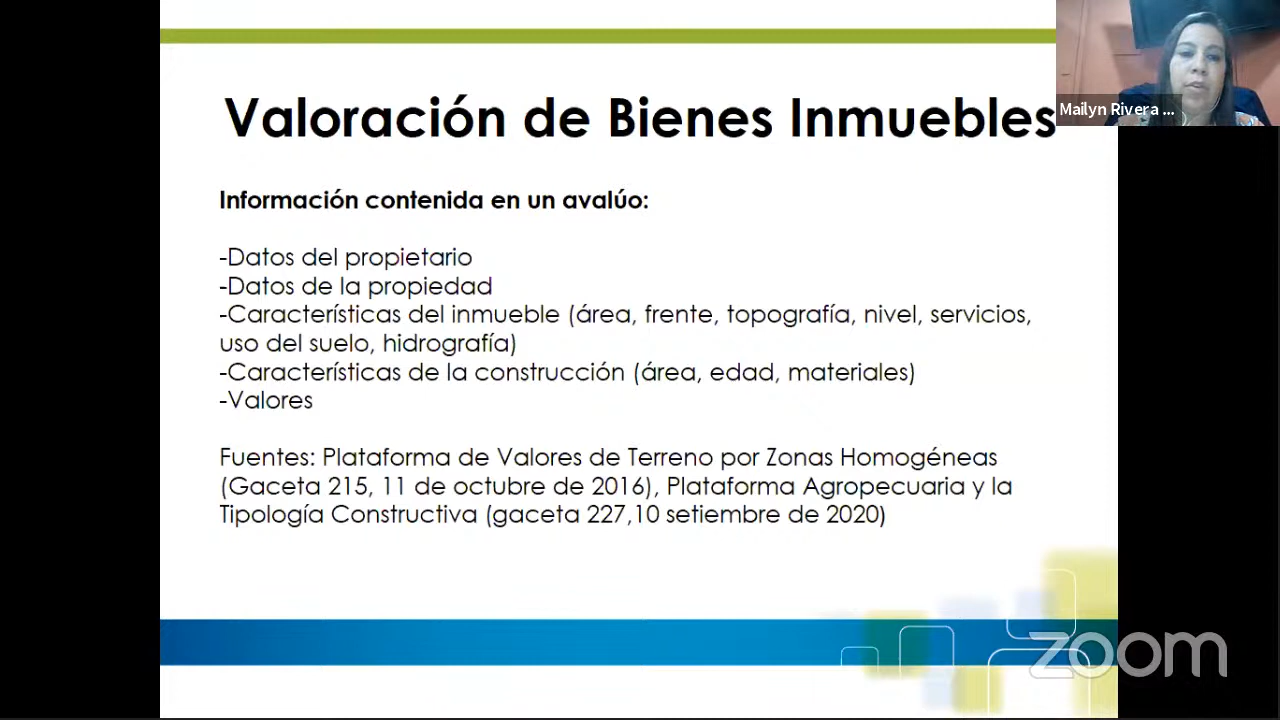 Valoración de Bienes Inmuebles
Mailyn Rivera ...
Información contenida en un avalúo:
-Datos del propietario
-Datos de la propiedad
-Características del inmueble (área, frente, topografía, nivel, servicios,
uso del suelo, hidrografía)
-Características de la construcción (área, edad, materiales)
-Valores
Fuentes: Plataforma de Valores de Terreno por Zonas Homogéneas
(Gaceta 215, 11 de octubre de 2016), Plataforma Agropecuaria y la
Tipología Constructiva (gaceta 227,10 setiembre de 2020)
zoom